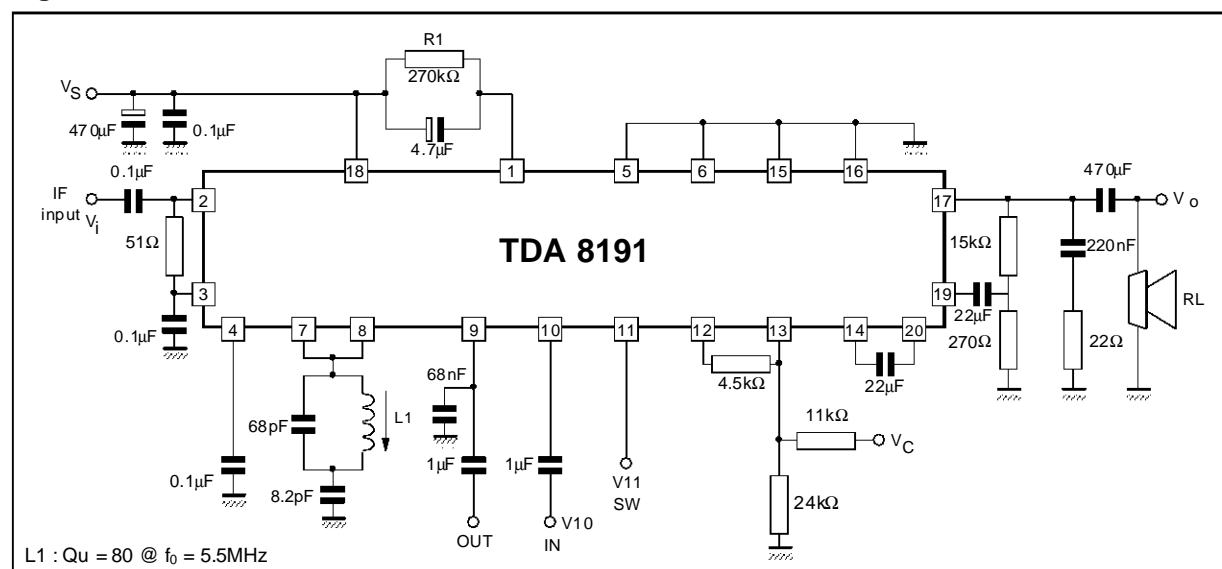 R1
270kΩ
VS
470µF
0.1µF
4.7µF
0.1µF
18
1
5
6
15
16
470µF
IF
input
Vi
2
17
Vo
51Ω
TDA 8191
15kΩ
220nF
3
19
RL
22µF
0.1µF
4
7
8
9
10
11
12
13
14
20
270Ω
22Ω
68nF
4.5kΩ
22µF
68pF
L1
11kΩ
VC
0.1µF
1µF
1µF
V11
SW
8.2pF
24kΩ
V10
OUT
IN
L1 : Qu = 80 @ f0 = 5.5MHz